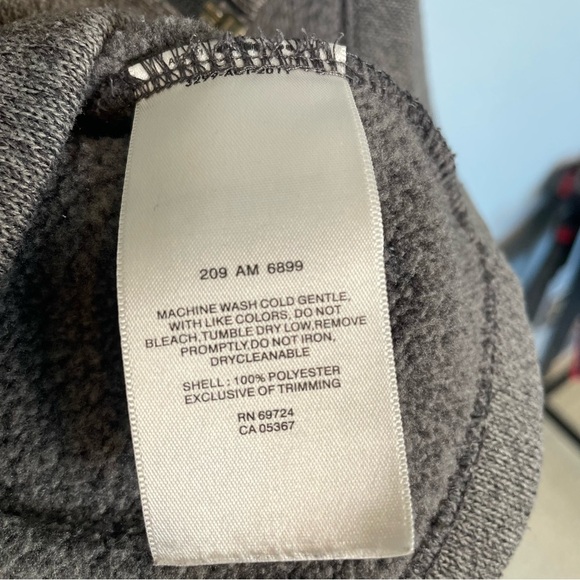 209 AM 6899
MACHINE WASH COLD GENTLE,
WITH LIKE COLORS, DO NOT
BLEACH,TUMBLE DRY LOW,REMOVE
PROMPTLY.DO NOT IRON,
DRYCLEANABLE
SHELL : 100% POLYESTER
EXCLUSIVE OF TRIMMING
RN 69724
CA 05367